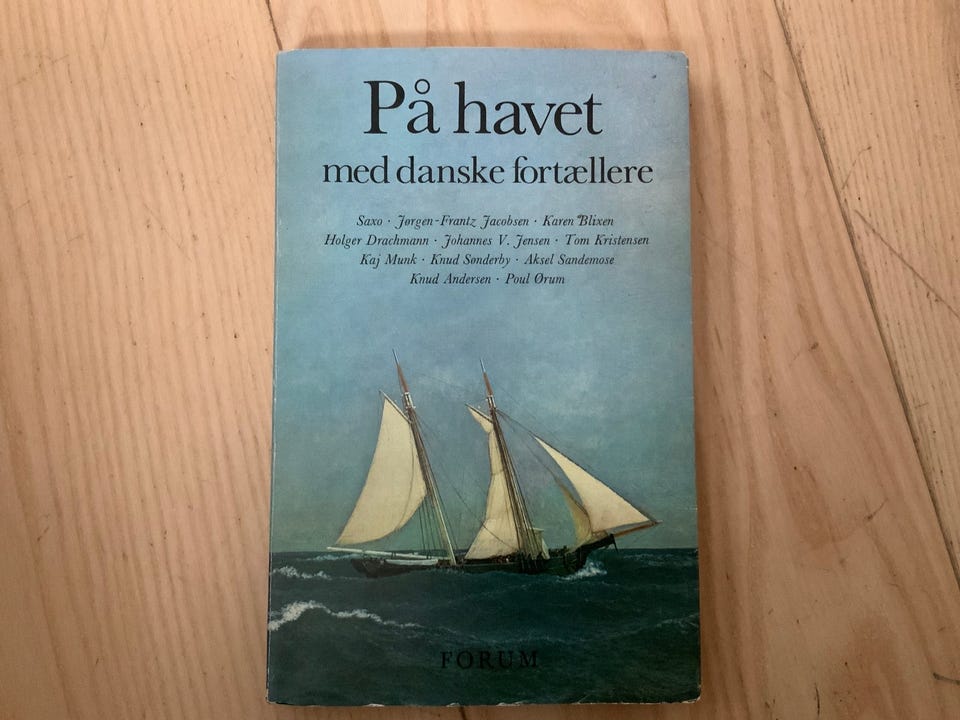 På havet
med danske fortællere
Saxo · Jørgen-Frantz Jacobsen · Karen Blixen
Holger Drachmann · Johannes V. Jensen · Tom Kristensen
Kaj Munk · Knud Sønderby · Aksel Sandemose
Knud Andersen · Poul Ørum
FORUM